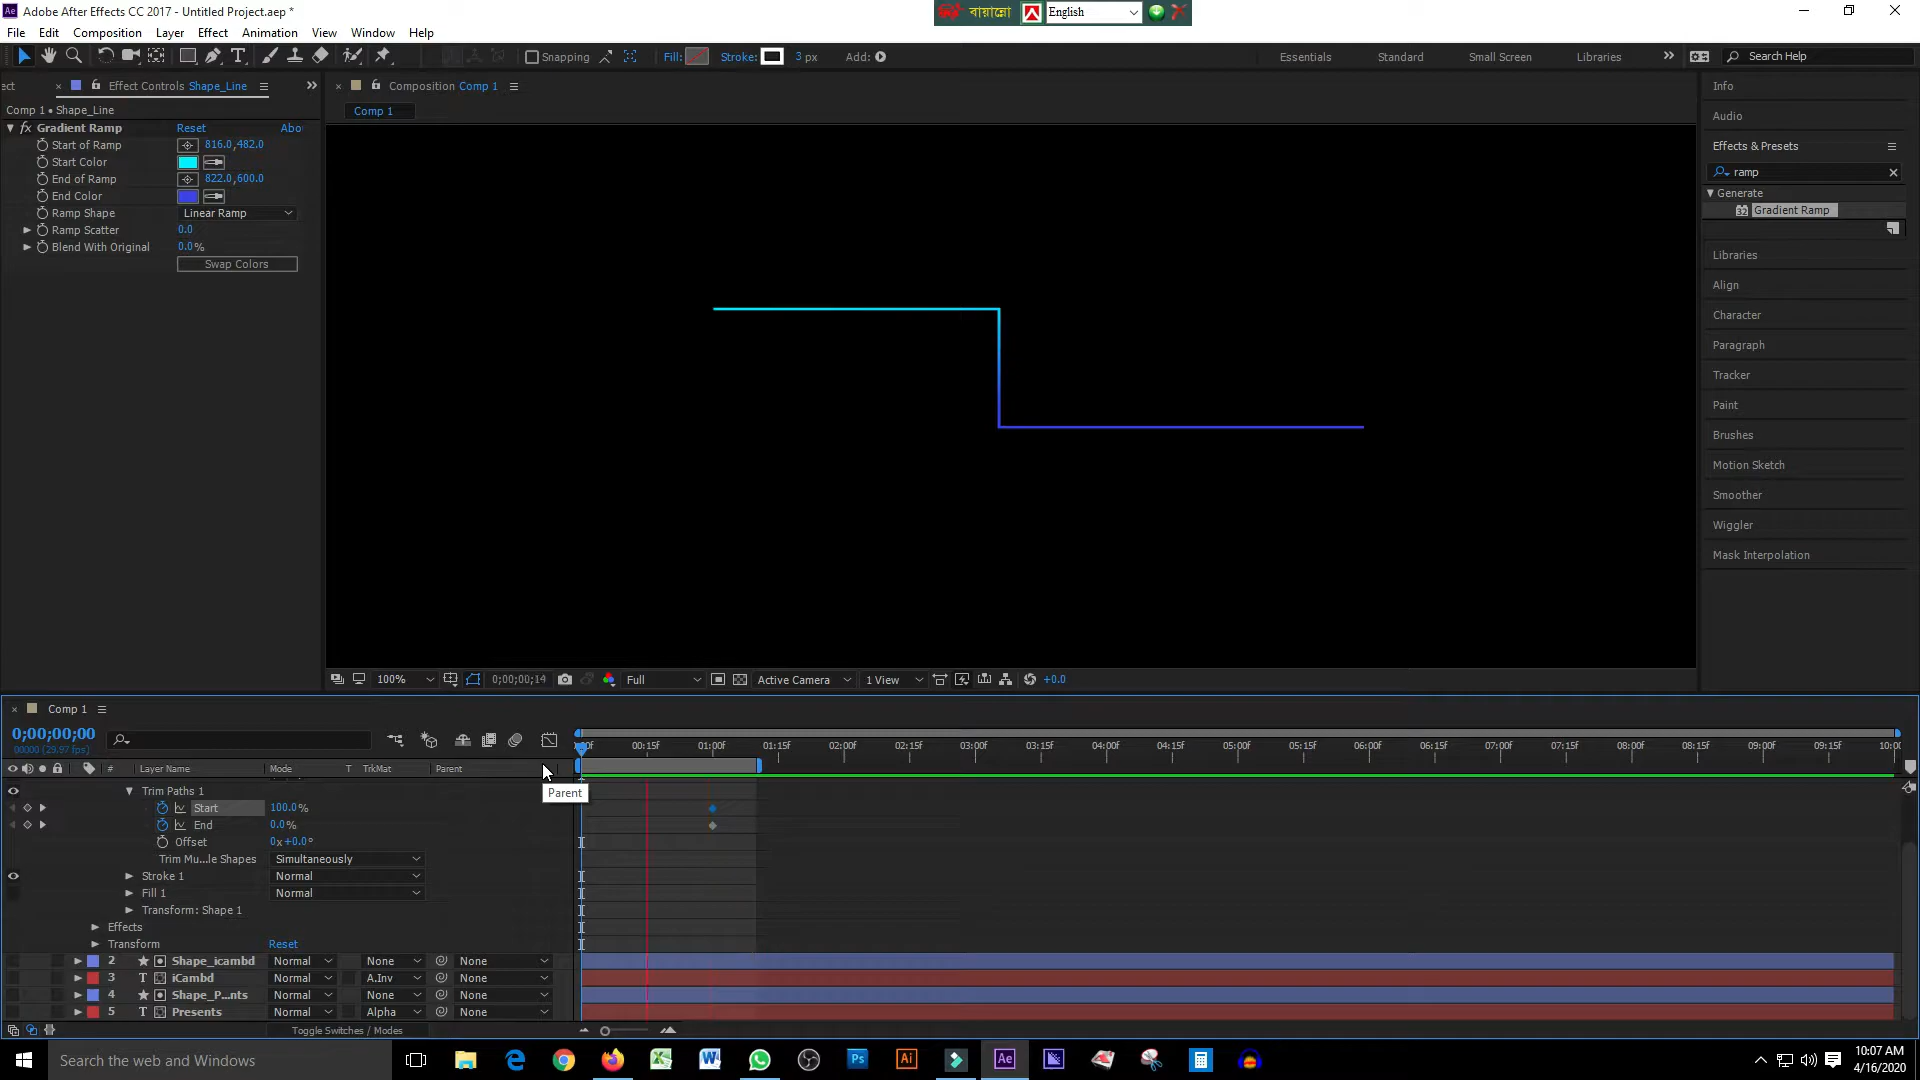 Adobe After Effects CC 2017 - Untitled Project.aep *
বায়ান্নো
English
File Edit Composition Layer Effect Animation View Window Help
Snapping
Fill:
Stroke:
3 px
Add:
Essentials
Standard
Small Screen
Libraries
Search Help
ect
Effect Controls Shape_Line
Composition Comp 1
Info
Comp 1 • Shape_Line
Comp 1
Audio
fx Gradient Ramp Reset Abo
Start of Ramp 816.0,482.0
Start Color
End of Ramp 822.0,600.0
End Color
Ramp Shape Linear Ramp
Ramp Scatter 0.0
Blend With Original 0.0%
Swap Colors
Effects & Presets
ramp
Generate
32 Gradient Ramp
Libraries
Align
Character
Paragraph
Tracker
Paint
Brushes
Motion Sketch
Smoother
Wiggler
Mask Interpolation
100%
0;00;00;14
Full
Active Camera
1 View
+0.0
Comp 1
0;00;00;00
00000 (29.97 fps)
00:15f 01:00f 01:15f 02:00f 02:15f 03:00f 03:15f 04:00f 04:15f 05:00f 05:15f 06:00f 06:15f 07:00f 07:15f 08:00f 08:15f 09:00f 09:15f 10:0
# Layer Name Mode T TrkMat Parent
Parent
Trim Paths 1
Start 100.0%
End 0.0%
Offset 0x+0.0°
Trim Mu...le Shapes Simultaneously
Stroke 1 Normal
Fill 1 Normal
Transform: Shape 1
Effects
Transform Reset
2 Shape_icambd Normal None None
3 T iCambd Normal A.Inv None
4 Shape_P...nts Normal None None
5 T Presents Normal Alpha None
Toggle Switches / Modes
Search the web and Windows
Ps
Ai
Ae
10:07 AM
4/16/2020